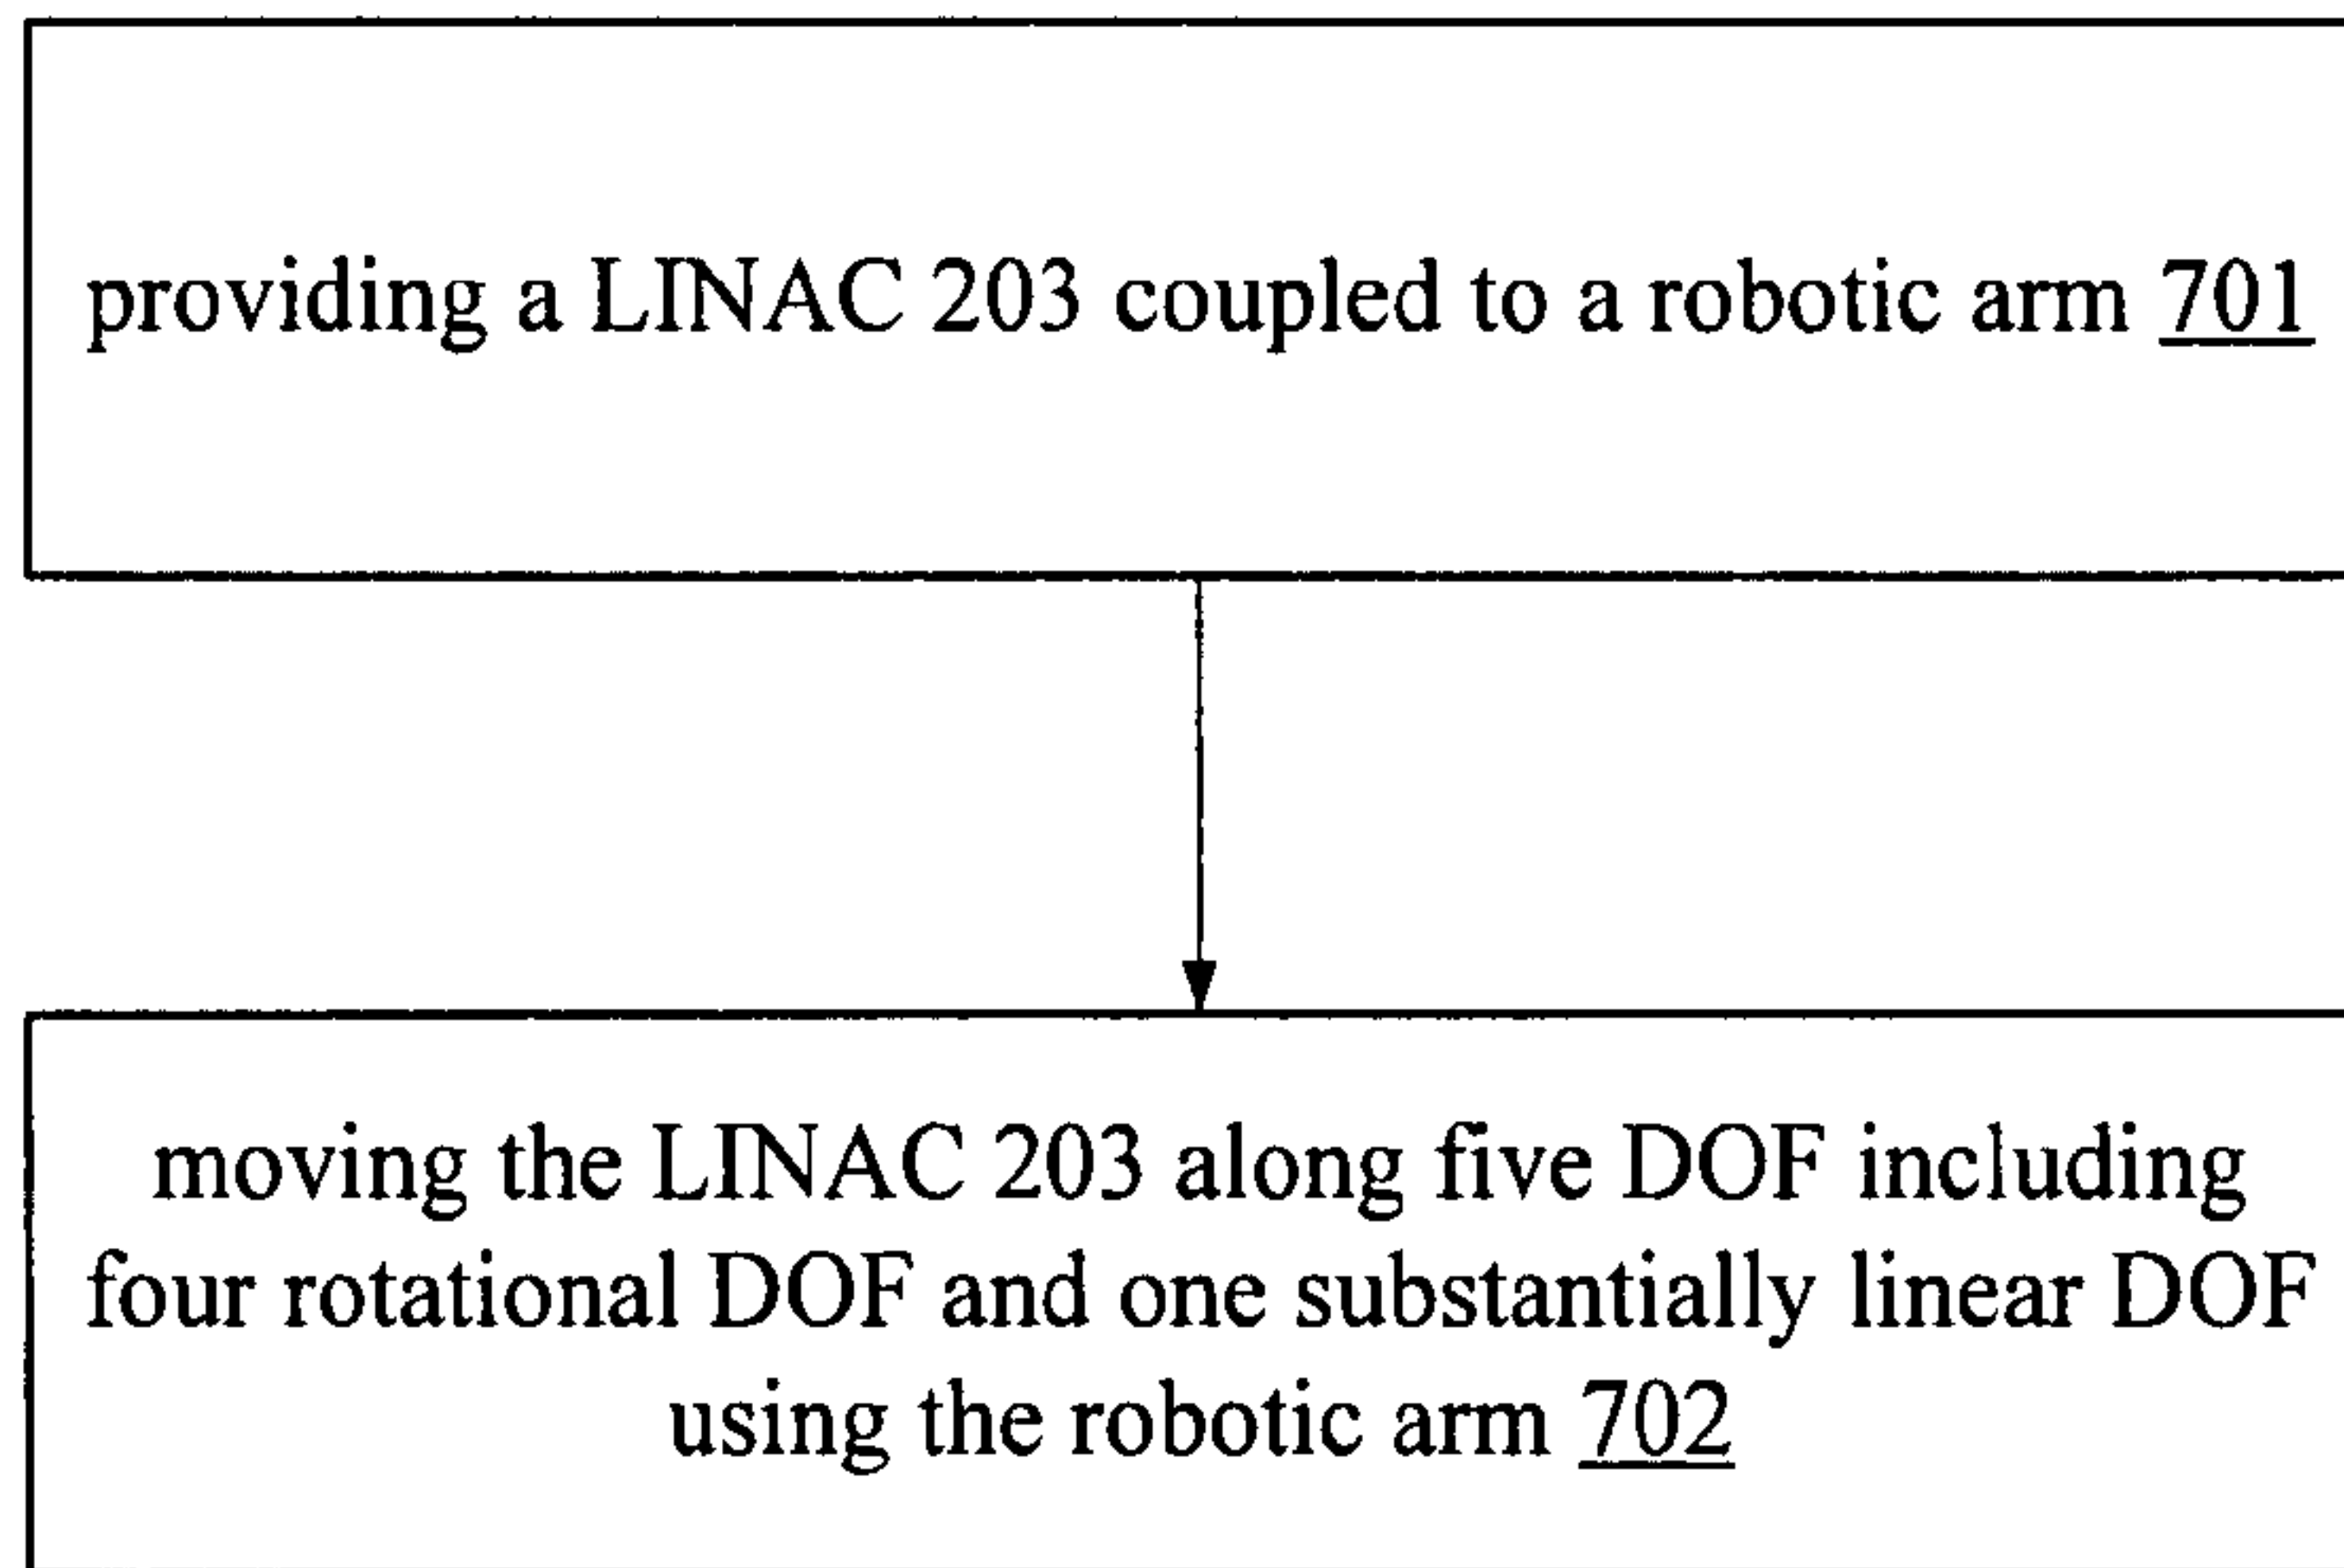 providing a LINAC 203 coupled to a robotic arm 701
moving the LINAC 203 along five DOF including
four rotational DOF and one substantially linear DOF
using the robotic arm 702